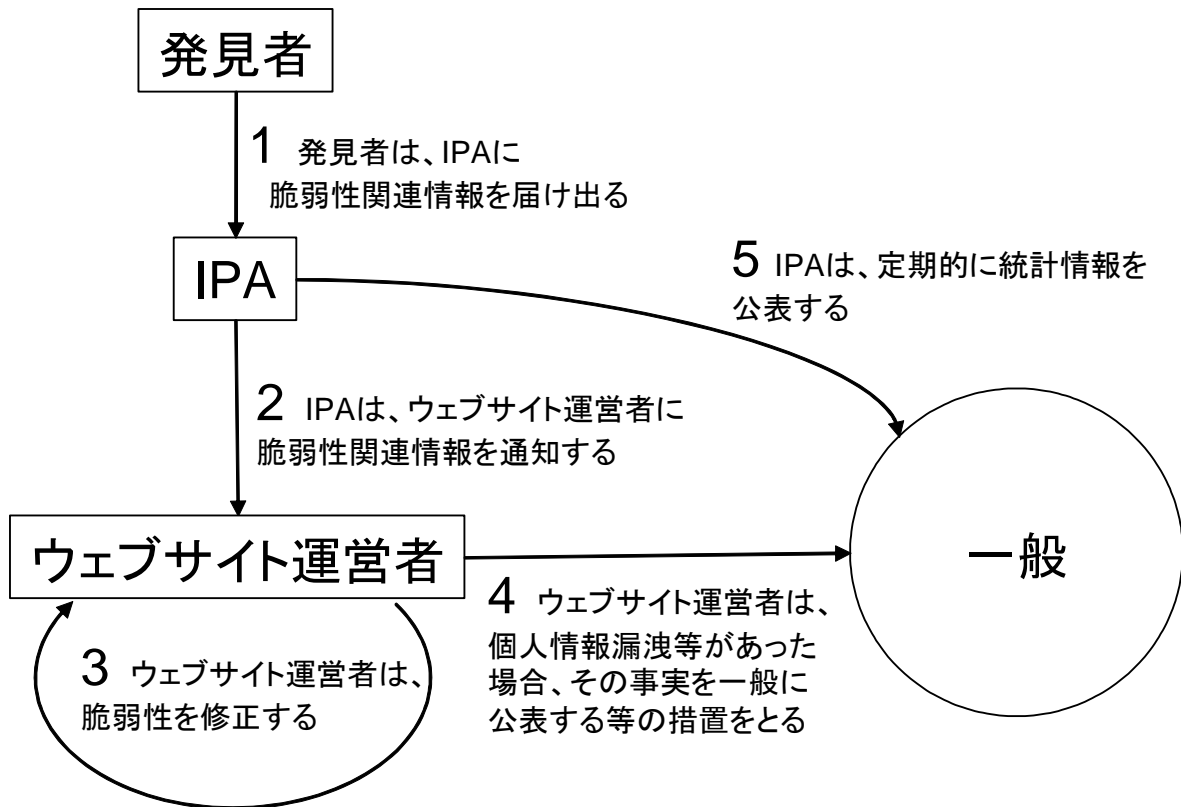 発見者
1 発見者は、IPAに
脆弱性関連情報を届け出る
IPA
5 IPAは、定期的に統計情報を
公表する
2 IPAは、ウェブサイト運営者に
脆弱性関連情報を通知する
ウェブサイト運営者
一般
3 ウェブサイト運営者は、
脆弱性を修正する
4 ウェブサイト運営者は、
個人情報漏洩等があった
場合、その事実を一般に
公表する等の措置をとる